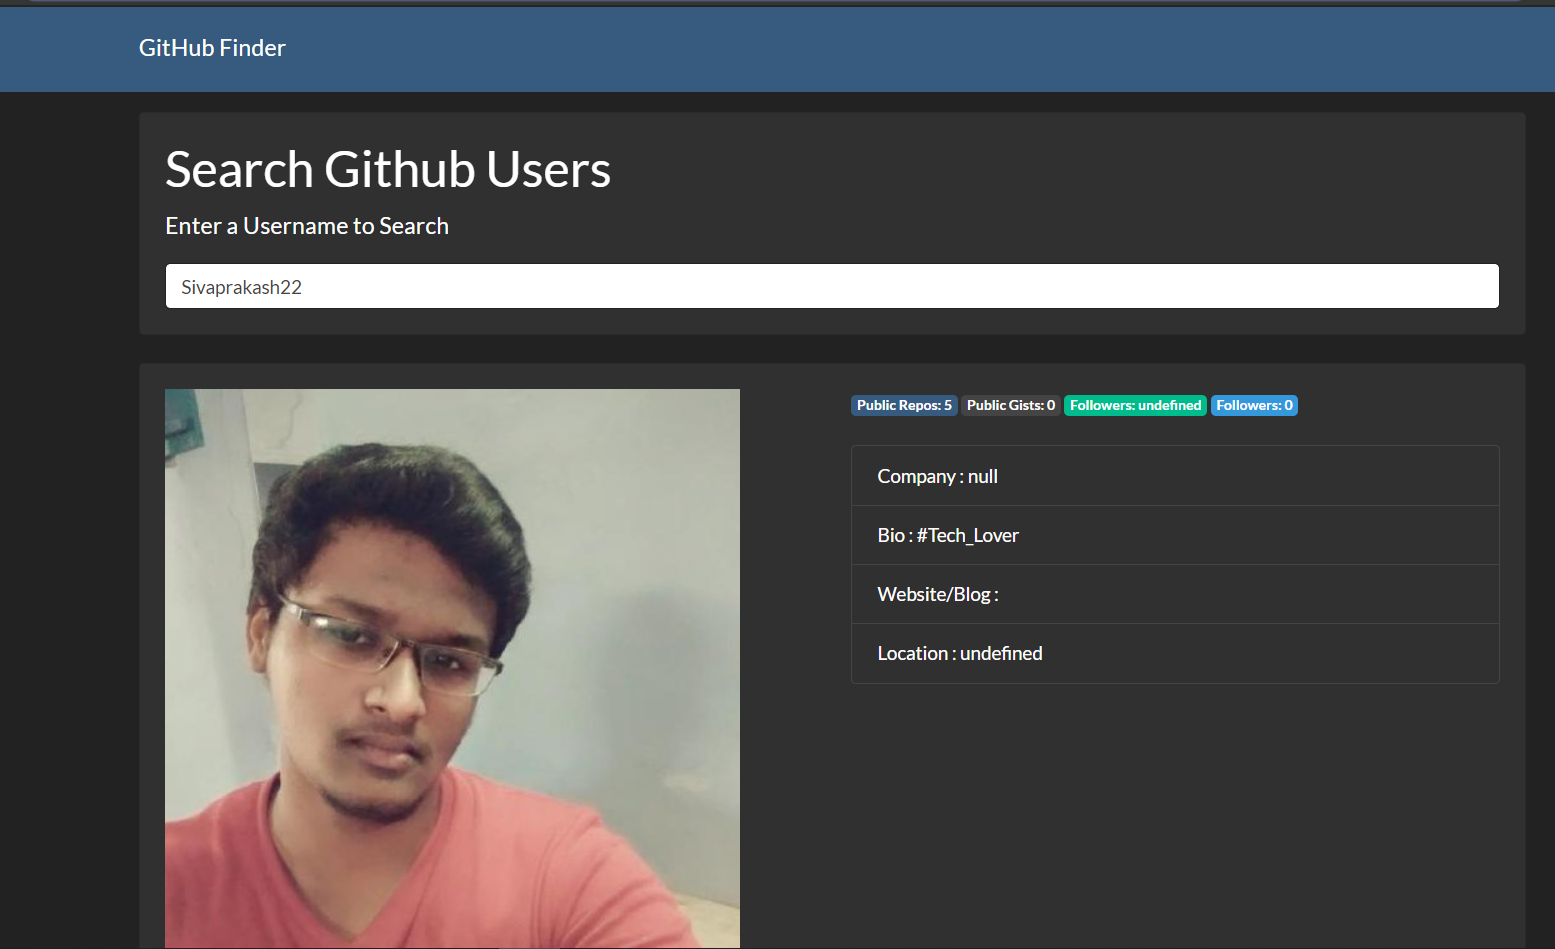 GitHub Finder
Search Github Users
Enter a Username to Search
Sivaprakash22
Public Repos: 5 Public Gists: 0 Followers: undefined Followers: 0
Company : null
Bio : #Tech_Lover
Website/Blog :
Location : undefined